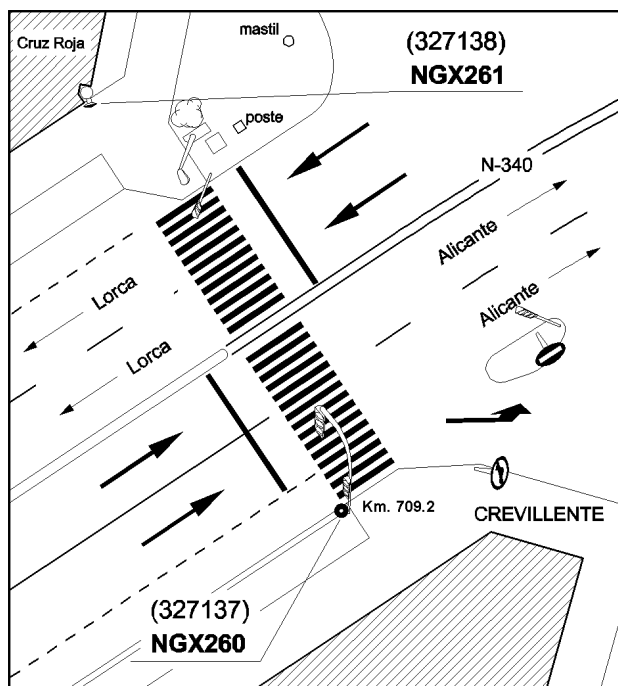 mastil
(327138)
Cruz Roja
NGX261
poste
N-340
Alicante
Lorca
Alicante
Lorca
Km. 709.2
CREVILLENTE
(327137)
NGX260